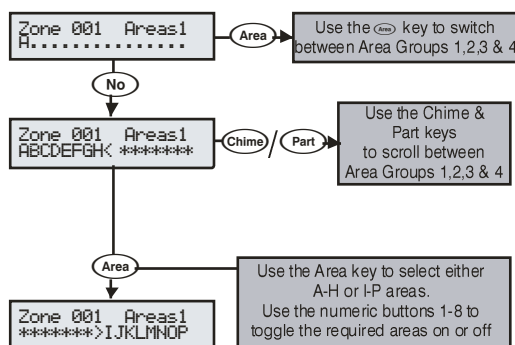 Zone 001 Areas1
A..............
Area
Use the Area key to switch
between Area Groups 1,2,3 & 4
No
Zone 001 Areas1
ABCDEFGH< *******
Chime / Part
Use the Chime &
Part keys
to scroll between
Area Groups 1,2,3 & 4
Area
Use the Area key to select either
A-H or I-P areas.
Use the numeric buttons 1-8 to
toggle the required areas on or off
Zone 001 Areas1
*******>IJKLMNOP